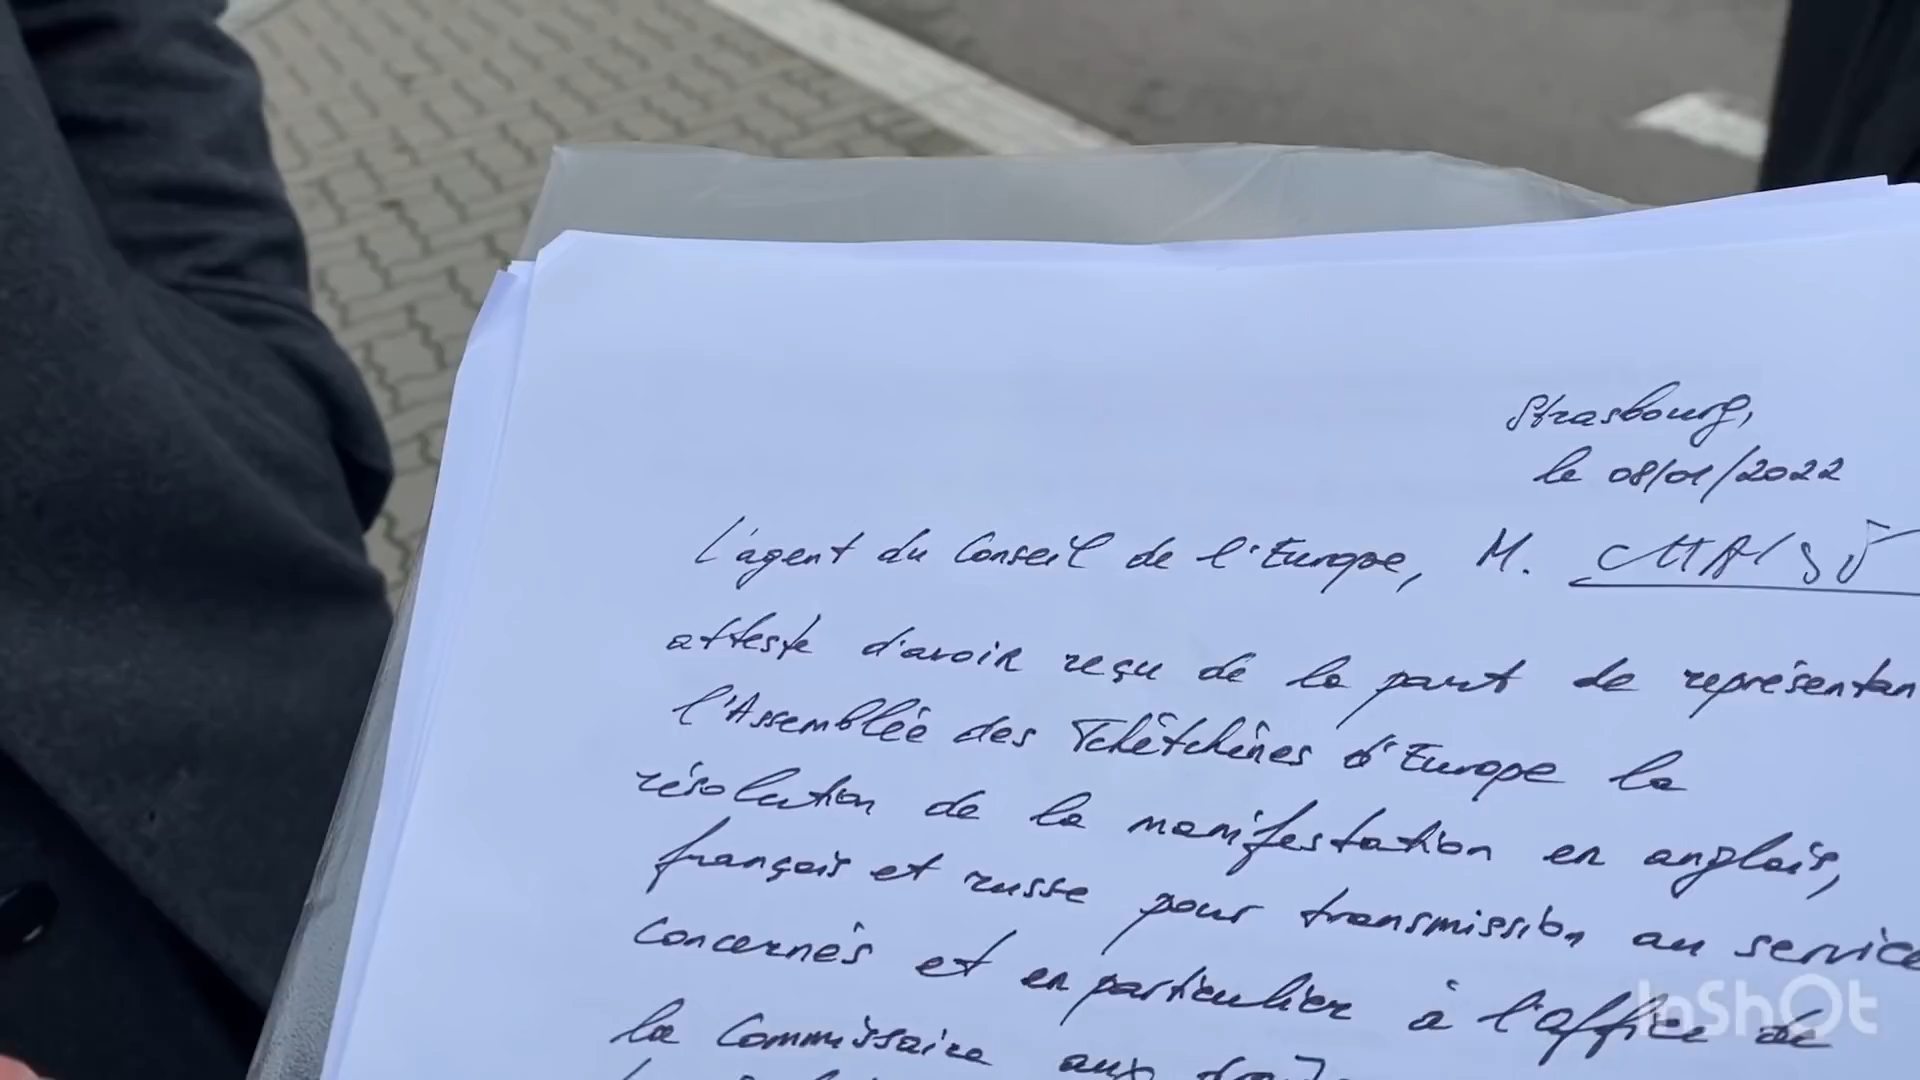 Strasbourg,
le 08/01/2022
L'agent du Conseil de l'Europe, M.
atteste d'avoir reçu de la part de représentan
l'Assemblée des Tchétchènes d'Europe la
résolution de la manifestation en anglais,
français et russe pour transmission au service
concernés et en particulier à l'office de
la Commissaire aux
InShOt